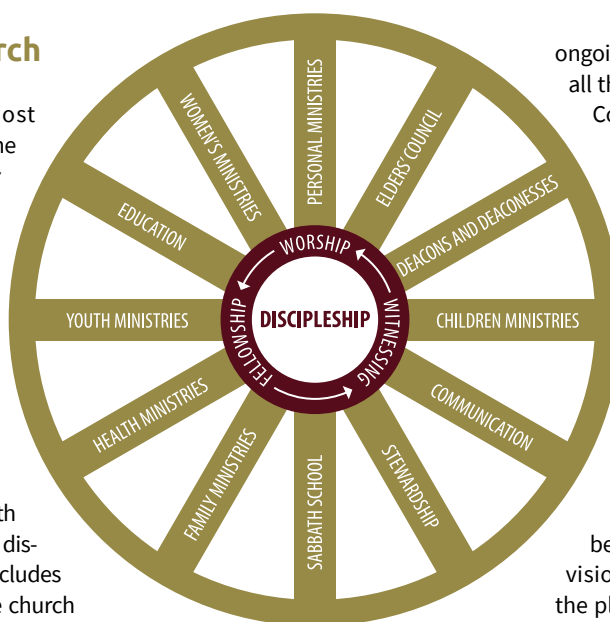 rch
ost
ne
th
dis-
cludes
church
PERSONAL MINISTRIES
ELDERS' COUNCIL
DEACONS AND DEACONESSES
CHILDREN MINISTRIES
COMMUNICATION
STEWARDSHIP
SABBATH SCHOOL
FAMILY MINISTRIES
HEALTH MINISTRIES
YOUTH MINISTRIES
EDUCATION
WOMEN'S MINISTRIES
WORSHIP
WITNESSING
FELLOWSHIP
DISCIPLESHIP
ongoi
all th
Co
be
visio
the pl